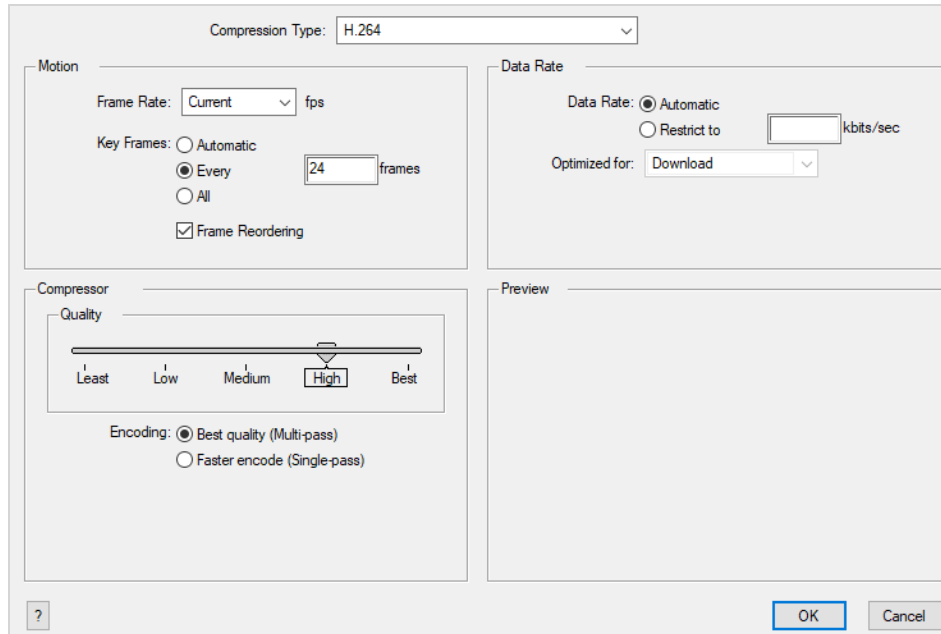 Compression Type: H.264
Motion
Frame Rate: Current fps
Key Frames: Automatic
Every 24 frames
All
Frame Reordering
Data Rate
Data Rate: Automatic
Restrict to kbits/sec
Optimized for: Download
Compressor
Quality
Least Low Medium High Best
Encoding: Best quality (Multi-pass)
Faster encode (Single-pass)
Preview
? OK Cancel